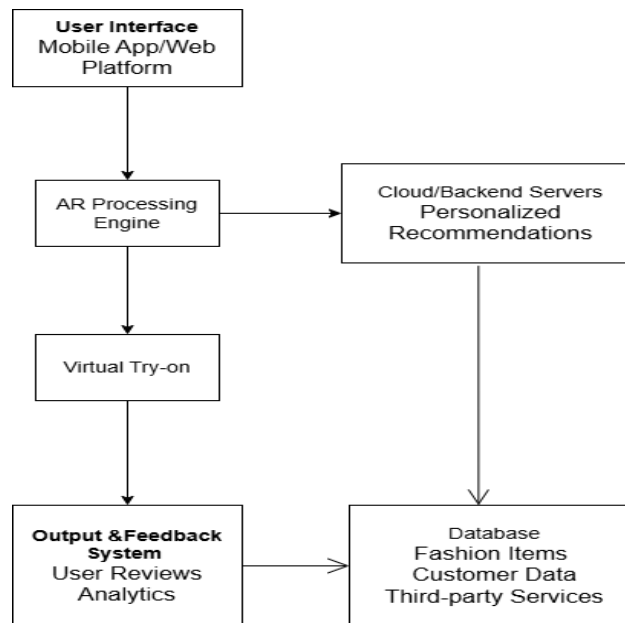 User Interface
Mobile App/Web
Platform
AR Processing
Engine
Cloud/Backend Servers
Personalized
Recommendations
Virtual Try-on
Output &Feedback
System
User Reviews
Analytics
Database
Fashion Items
Customer Data
Third-party Services